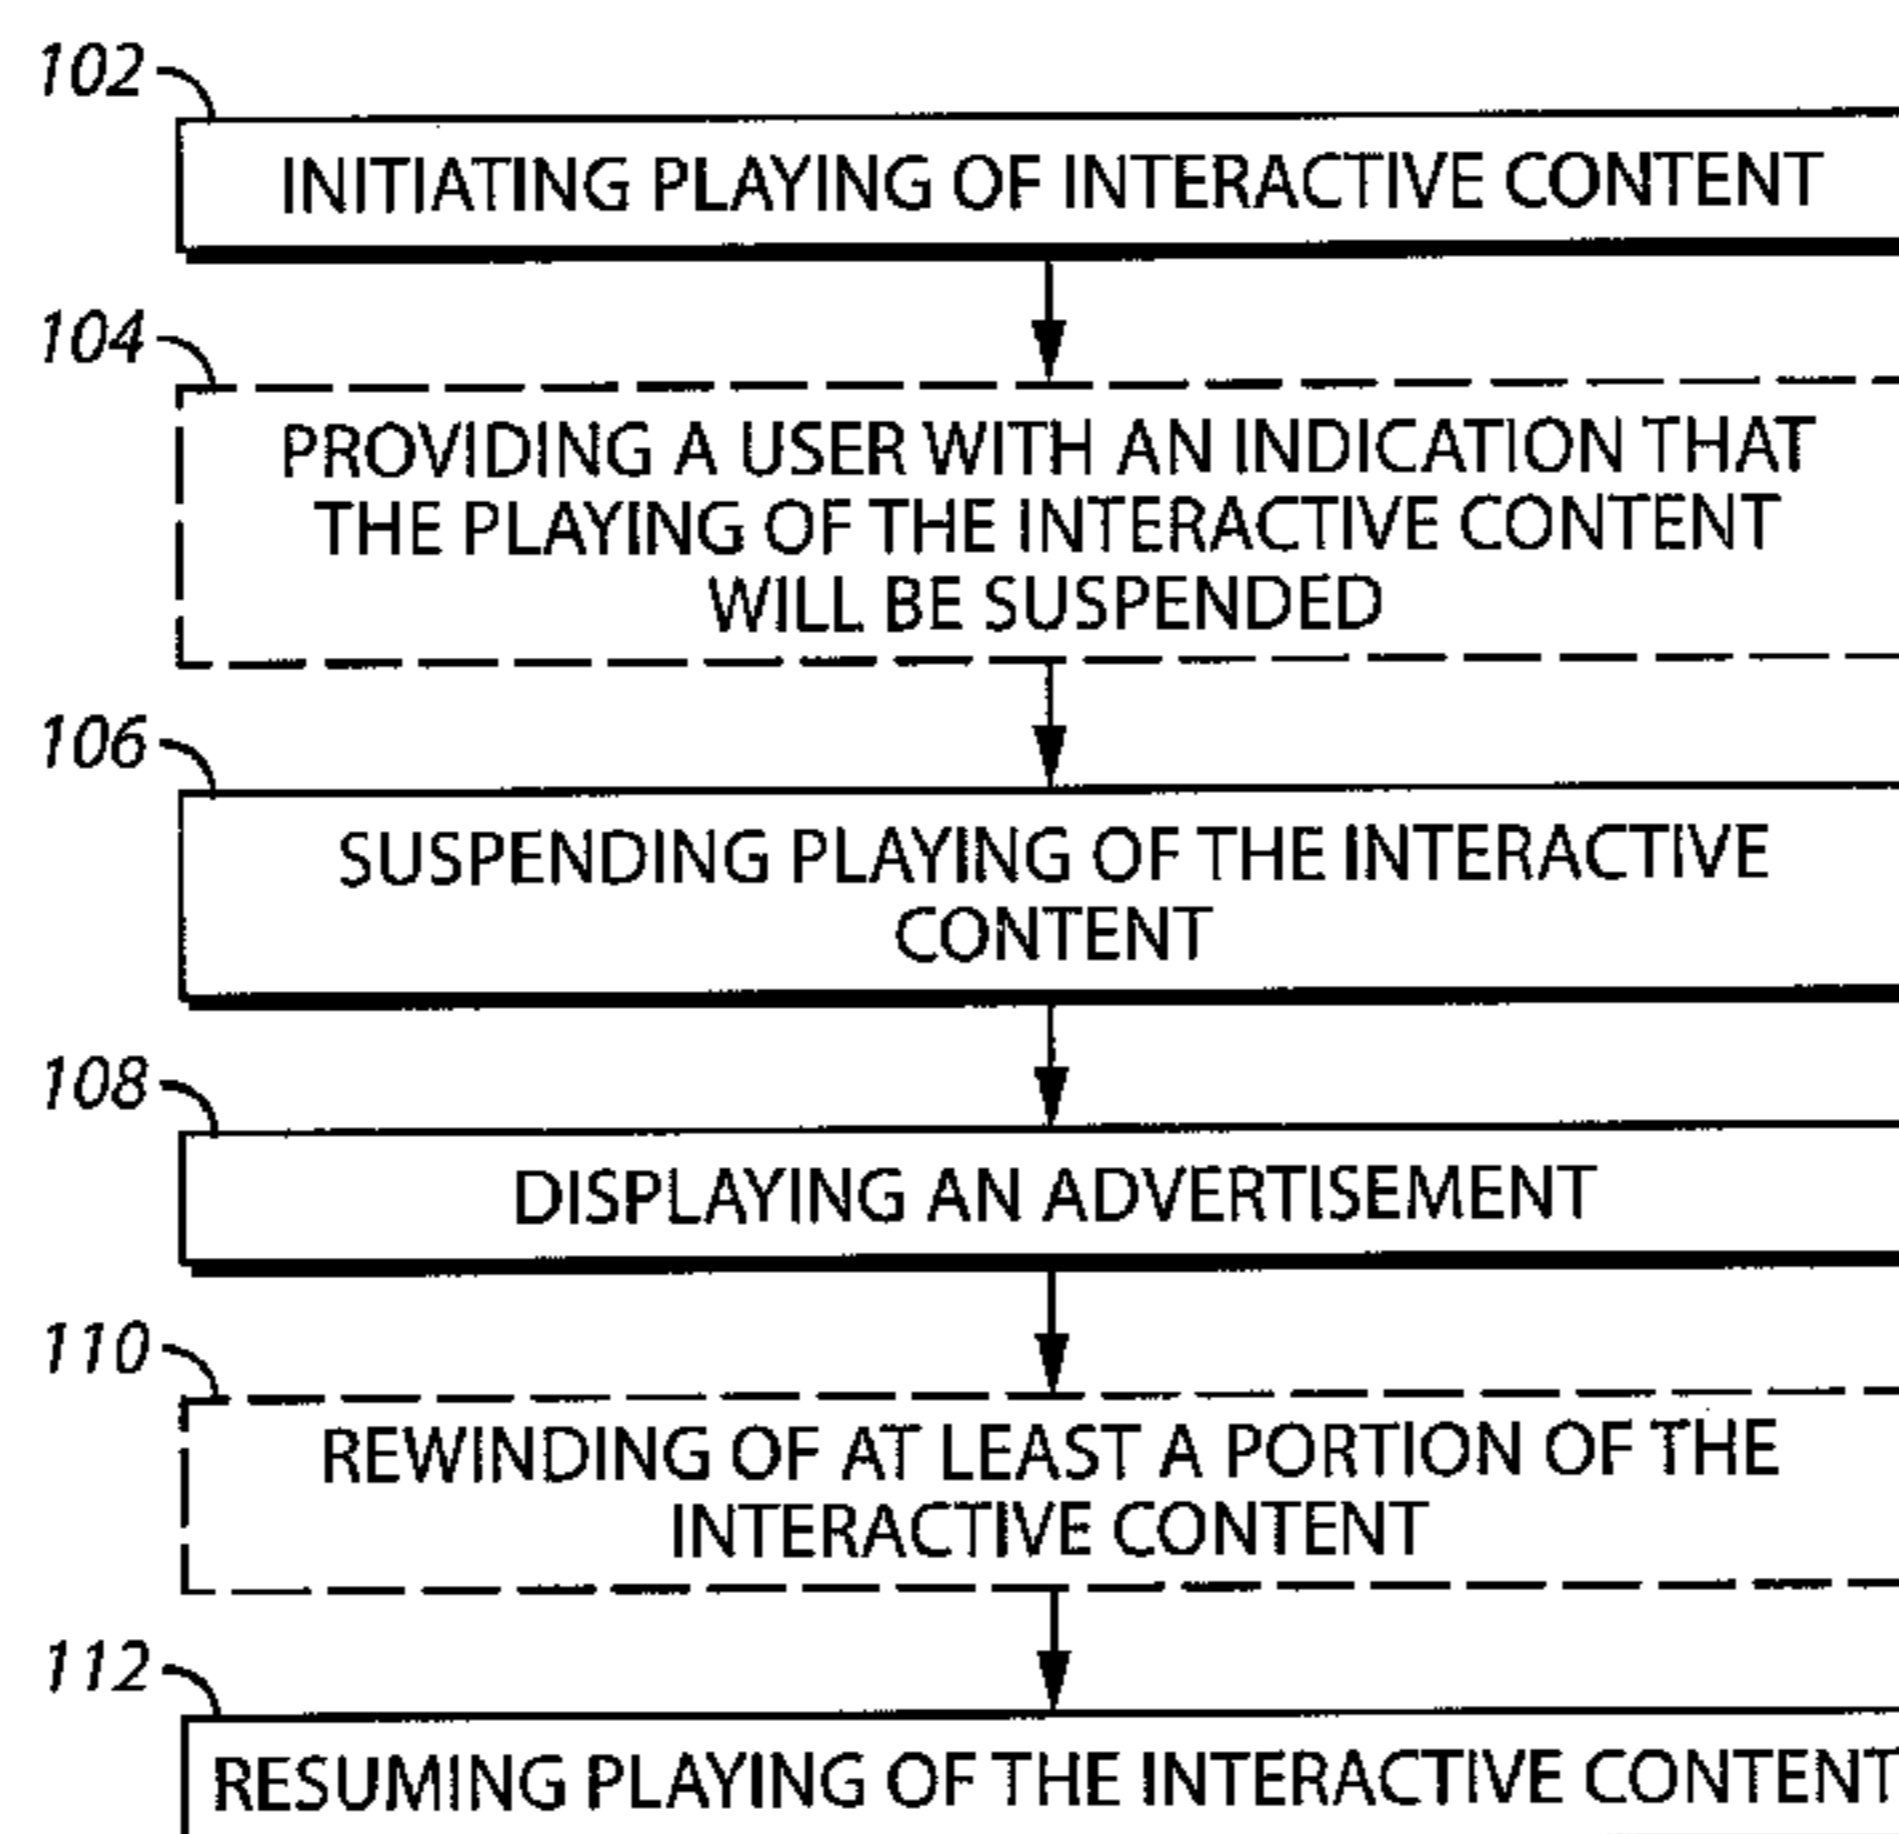 102
INITIATING PLAYING OF INTERACTIVE CONTENT
104
PROVIDING A USER WITH AN INDICATION THAT
THE PLAYING OF THE INTERACTIVE CONTENT
WILL BE SUSPENDED
106
SUSPENDING PLAYING OF THE INTERACTIVE
CONTENT
108
DISPLAYING AN ADVERTISEMENT
110
REWINDING OF AT LEAST A PORTION OF THE
INTERACTIVE CONTENT
112
RESUMING PLAYING OF THE INTERACTIVE CONTENT